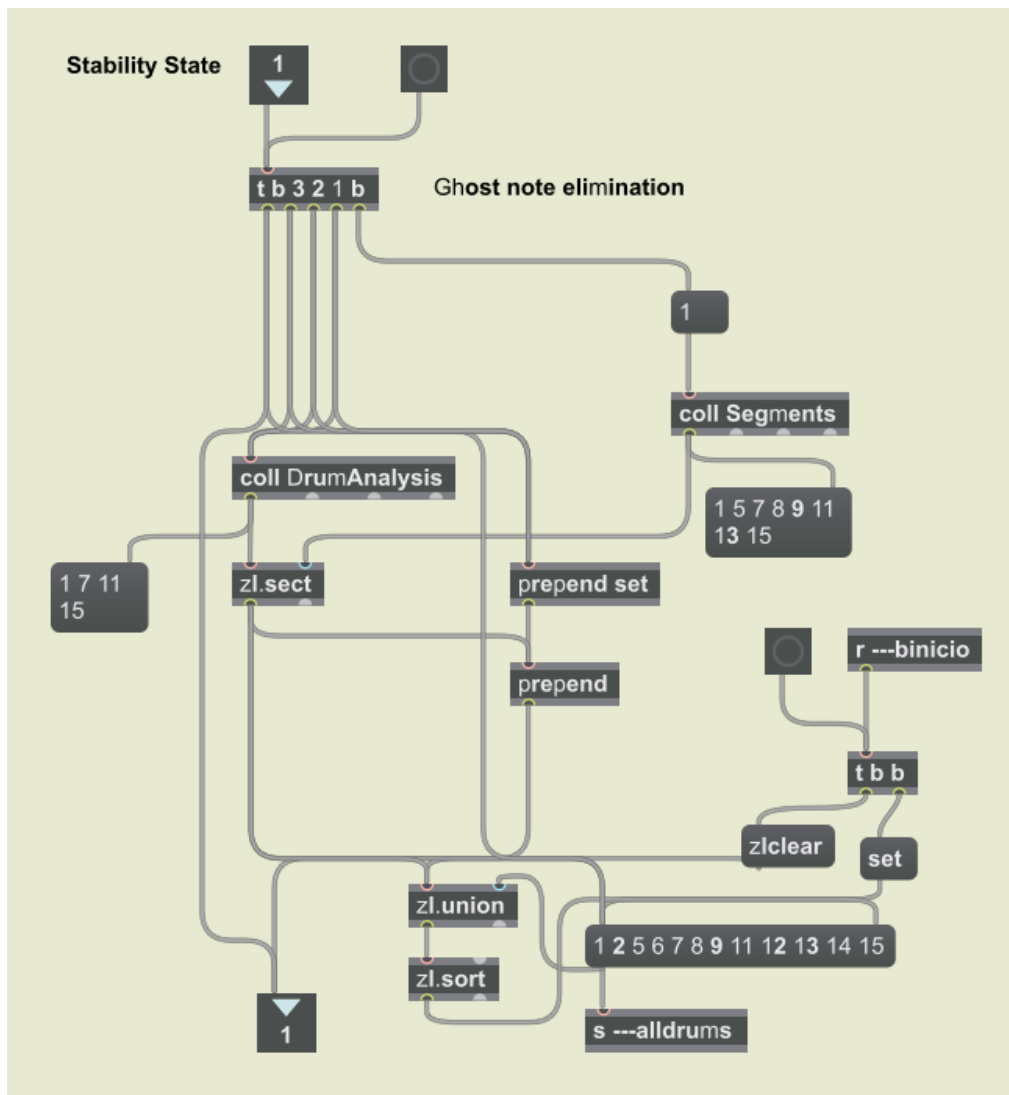 Stability State
1
t b 3 2 1 b
Ghost note elimination
1
coll Segments
coll DrumAnalysis
1 5 7 8 9 11
13 15
1 7 11
15
zl.sect
prepend set
r ---binicio
prepend
t b b
zlclear
set
zl.union
1 2 5 6 7 8 9 11 12 13 14 15
zl.sort
1
s ---alldrums